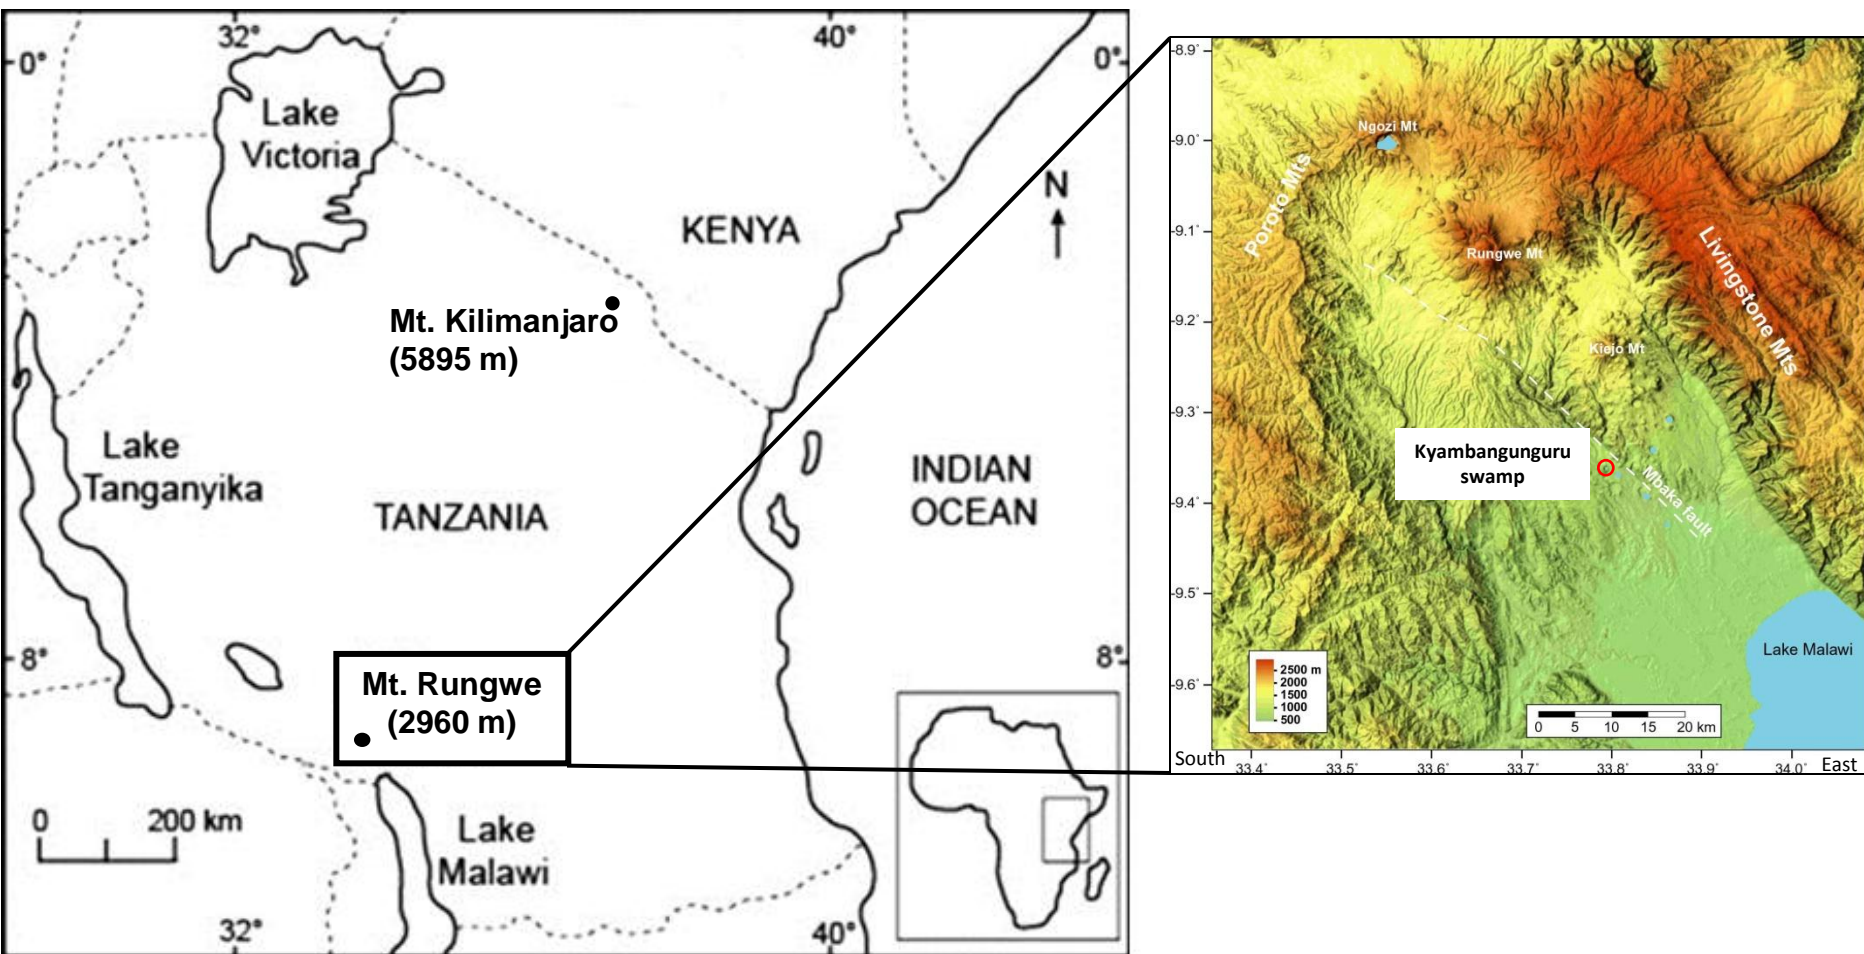 32°
40°
0°
0°
Lake
Victoria
N
KENYA
Mt. Kilimanjaro
(5895 m)
Lake
Tanganyika
TANZANIA
INDIAN
OCEAN
8°
8°
Mt. Rungwe
(2960 m)
0
200 km
Lake
Malawi
32°
40°
-8.9°
-9.0°
-9.1°
-9.2°
-9.3°
-9.4°
-9.5°
-9.6°
Ngozi Mt
Poroto Mts
Rungwe Mt
Livingstone Mts
Kiejo Mt
Kyambangunguru
swamp
Mbaka fault
Lake Malawi
2500 m
2000
1500
1000
500
0 5 10 15 20 km
South
33.4° 33.5° 33.6° 33.7° 33.8° 33.9° 34.0°
East